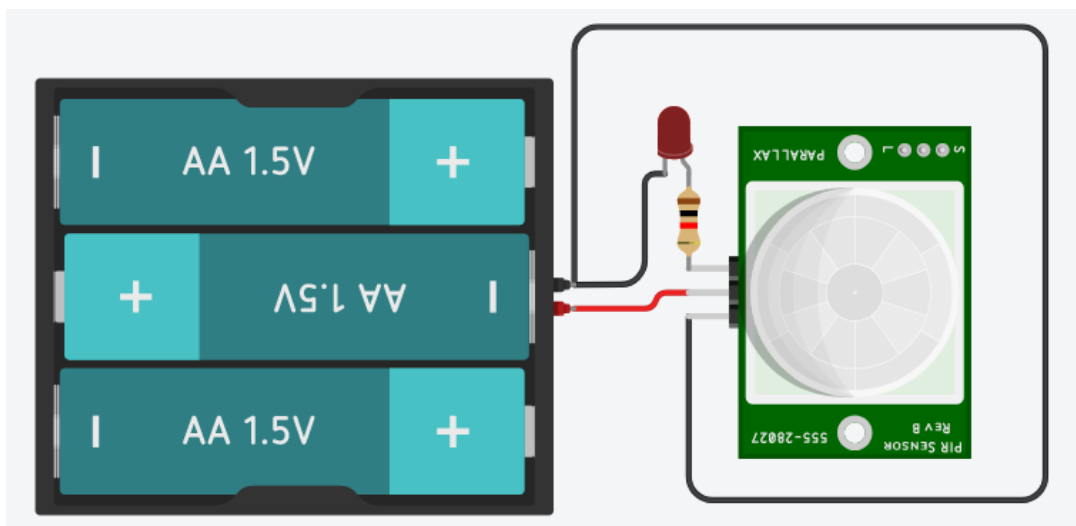 AA 1.5V
AA 1.5V
AA 1.5V
PARALLAX
L
S
555-28027
PIR SENSOR
REV B